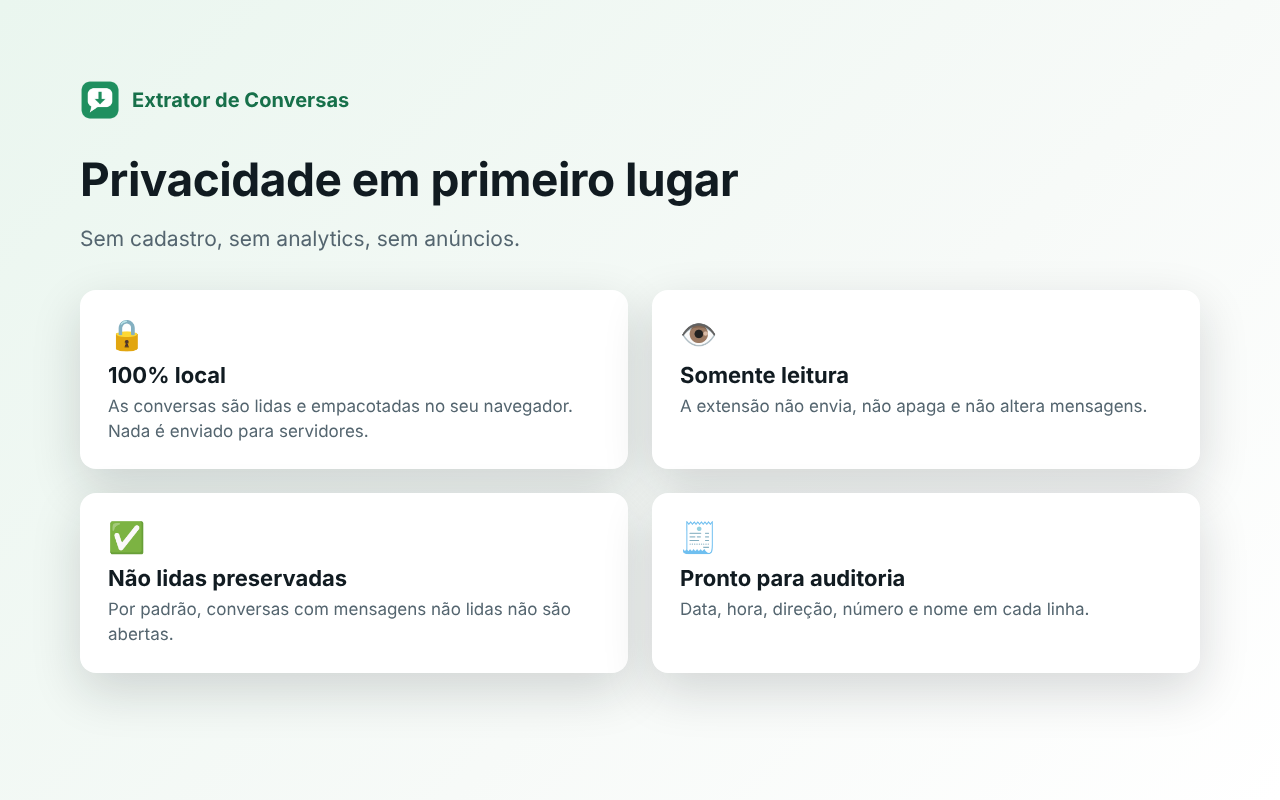 Extrator de Conversas
Privacidade em primeiro lugar
Sem cadastro, sem analytics, sem anúncios.
100% local
As conversas são lidas e empacotadas no seu navegador.
Nada é enviado para servidores.
Somente leitura
A extensão não envia, não apaga e não altera mensagens.
Não lidas preservadas
Por padrão, conversas com mensagens não lidas não são
abertas.
Pronto para auditoria
Data, hora, direção, número e nome em cada linha.